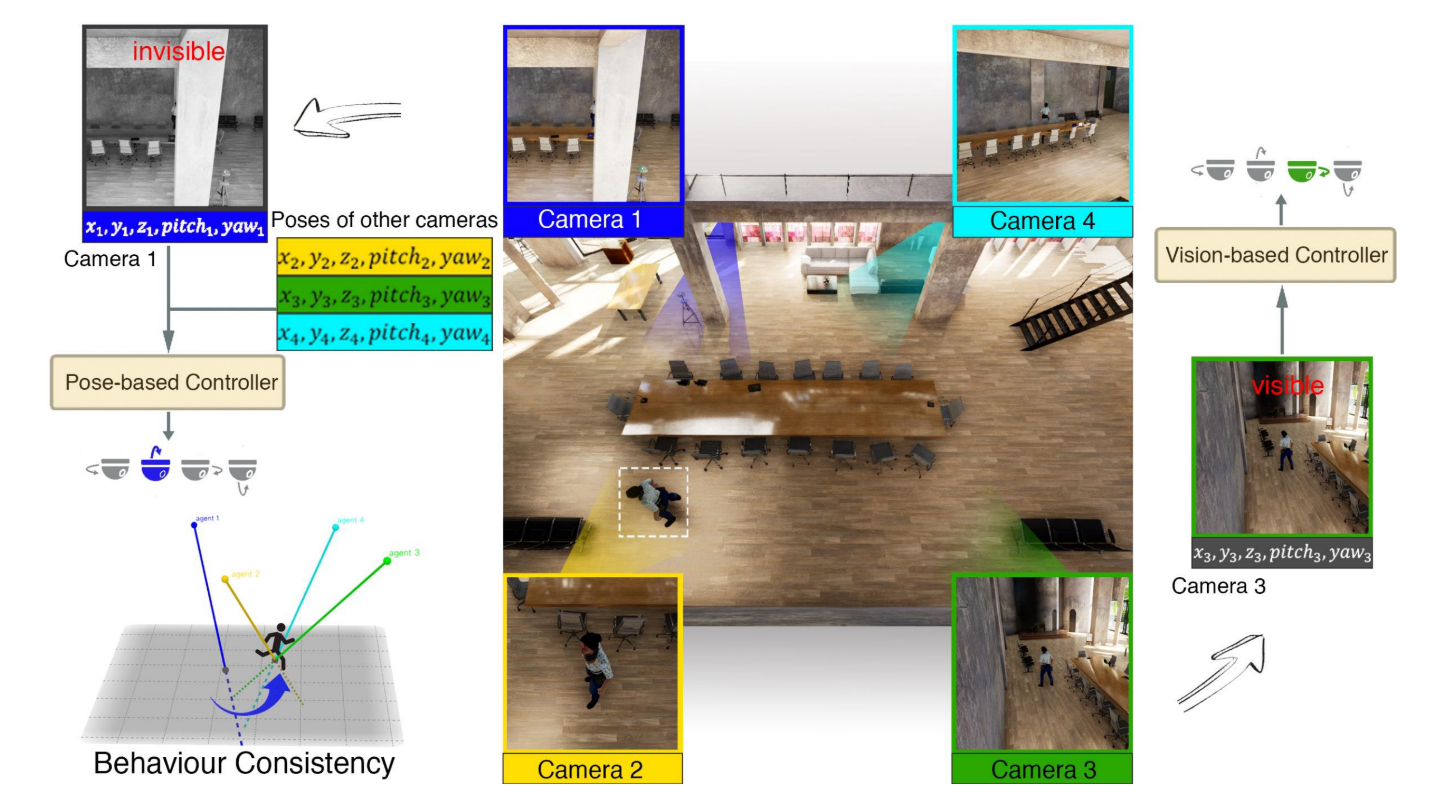 invisible
x₁, y₁, z₁, pitch₁, yaw₁
Camera 1
Poses of other cameras
x₂, y₂, z₂, pitch₂, yaw₂
x₃, y₃, z₃, pitch₃, yaw₃
x₄, y₄, z₄, pitch₄, yaw₄
Pose-based Controller
agent 1
agent 4
agent 3
agent 2
Behaviour Consistency
Camera 1
Camera 4
Camera 2
Camera 3
Vision-based Controller
visible
x₃, y₃, z₃, pitch₃, yaw₃
Camera 3